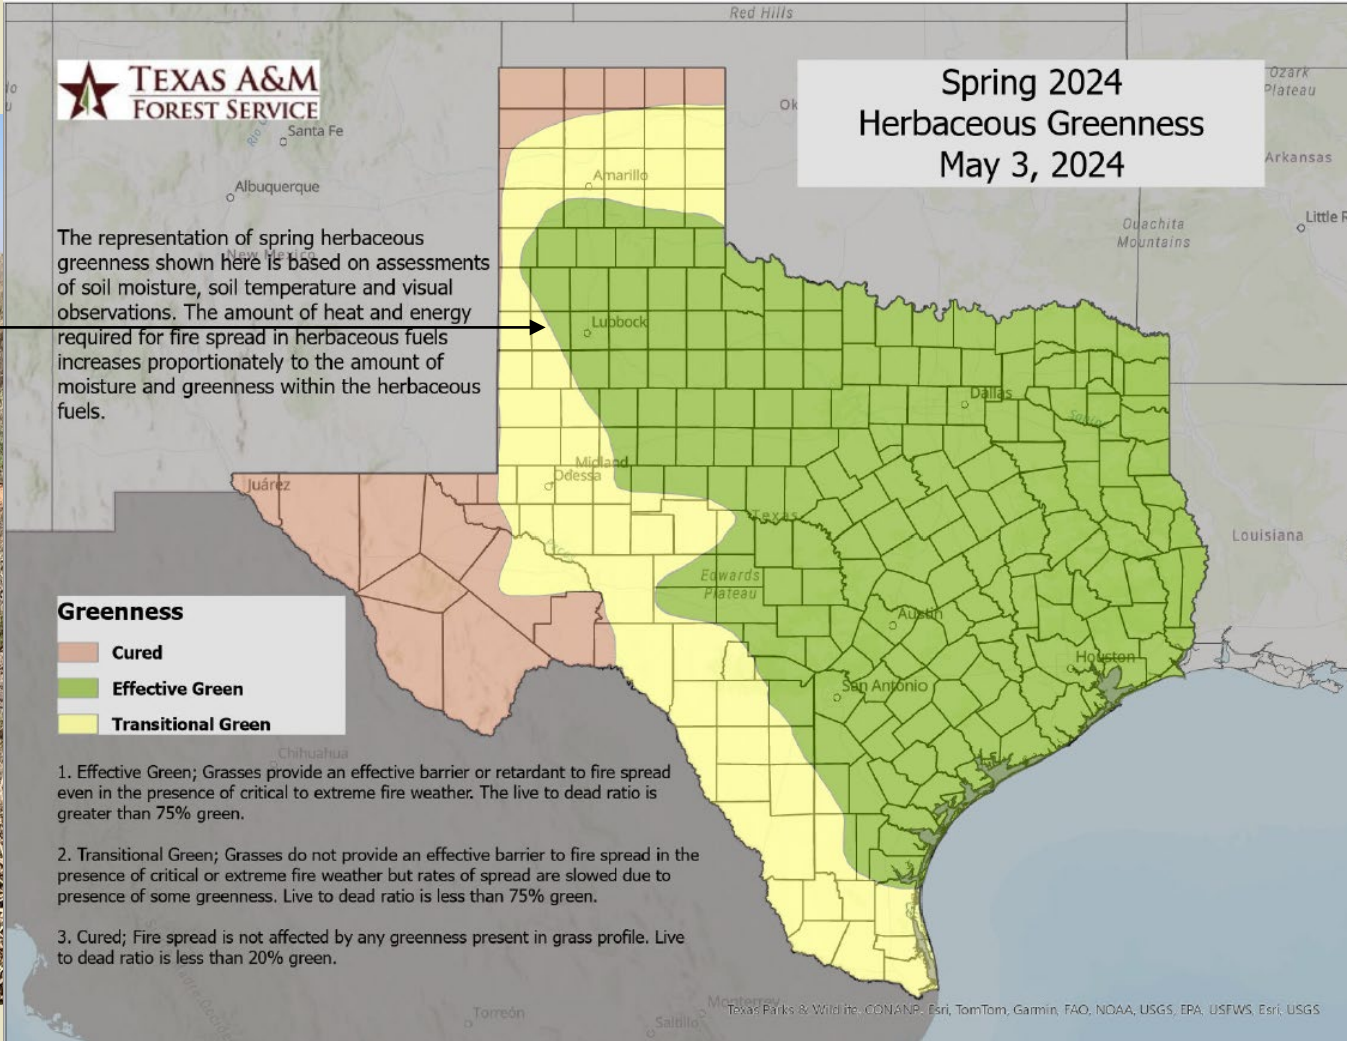 Red Hills
TEXAS A&M
FOREST SERVICE
Spring 2024
Herbaceous Greenness
May 3, 2024
Ozark
Plateau
Ok
Santa Fe
Arkansas
Amarillo
Albuquerque
Ouachita
Mountains
Little R
New Mexico
The representation of spring herbaceous
greenness shown here is based on assessments
of soil moisture, soil temperature and visual
observations. The amount of heat and energy
required for fire spread in herbaceous fuels
increases proportionately to the amount of
moisture and greenness within the herbaceous
fuels.
Lubbock
Dallas
Midland
Odessa
Juárez
Texas
Louisiana
Edwards
Plateau
Austin
Houston
San Antonio
Greenness
Cured
Effective Green
Transitional Green
Chihuahua
1. Effective Green; Grasses provide an effective barrier or retardant to fire spread
even in the presence of critical to extreme fire weather. The live to dead ratio is
greater than 75% green.
2. Transitional Green; Grasses do not provide an effective barrier to fire spread in the
presence of critical or extreme fire weather but rates of spread are slowed due to
presence of some greenness. Live to dead ratio is less than 75% green.
3. Cured; Fire spread is not affected by any greenness present in grass profile. Live
to dead ratio is less than 20% green.
Torreón
Monterrey
Saltillo
Texas Parks & Wildlife, CONANP, Esri, TomTom, Garmin, FAO, NOAA, USGS, EPA, USFWS, Esri, USGS